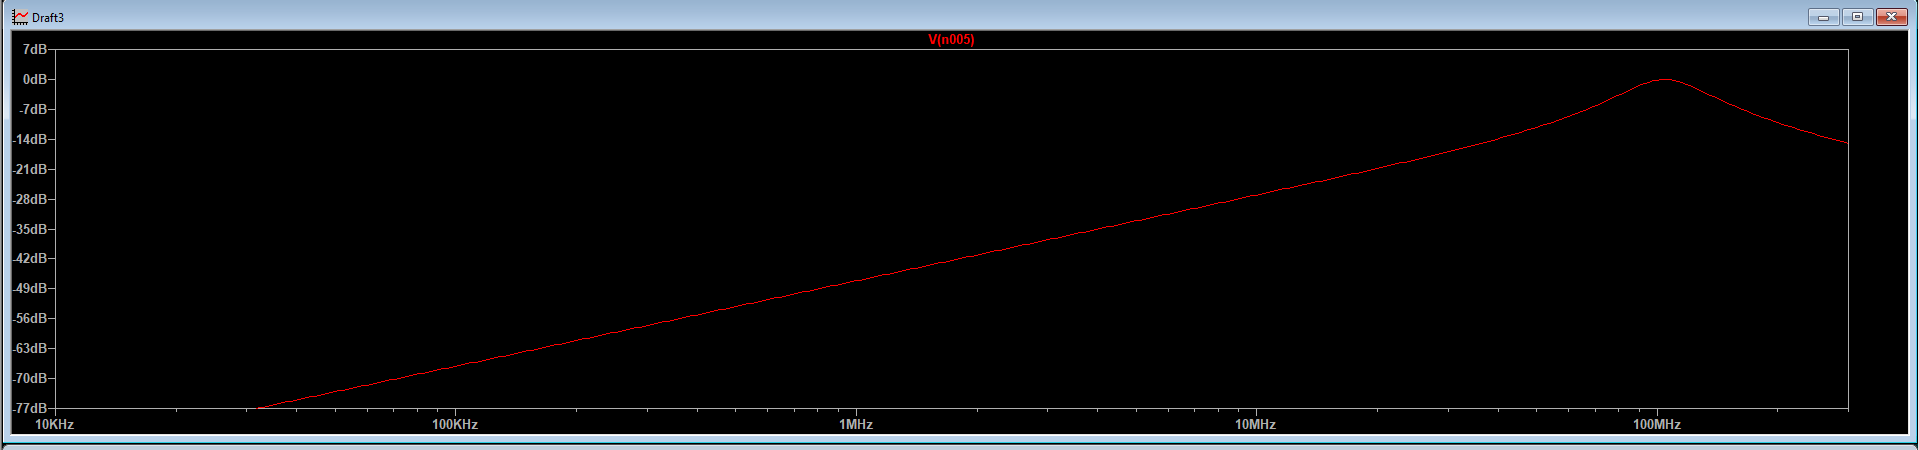 Draft3
V(n005)
7dB
0dB
-7dB
-14dB
-21dB
-28dB
-35dB
-42dB
-49dB
-56dB
-63dB
-70dB
-77dB
10KHz 100KHz 1MHz 10MHz 100MHz